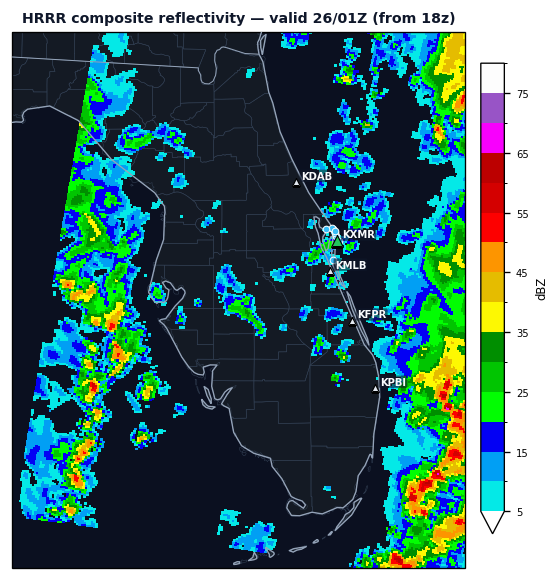 HRRR composite reflectivity — valid 26/01Z (from 18z)
75
65
KDAB
55
KXMR
KMLB
45
dBZ
KFPR
35
KPBI
25
15
5